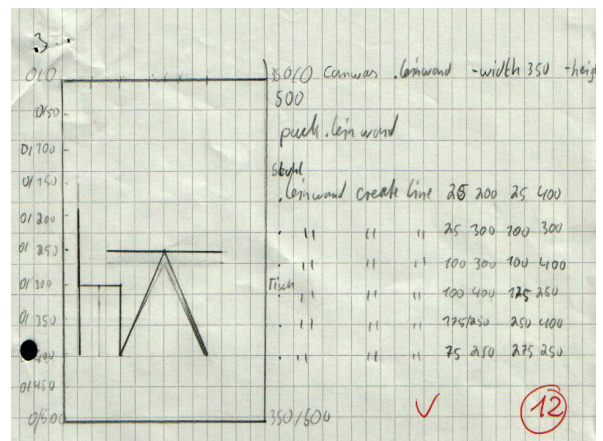 3.
0/0
350/0 canvas .leinwand -width 350 -heig
500
0/50
pack .leinwand
0/100
Stuhl
0/150
.leinwand create line 25 200 25 400
0/200
. " " " 25 300 100 300
0/250
. " " " 100 300 100 400
0/300
Tisch
. " " " 100 400 175 250
0/350
. " " " 175/250 250 400
400
. " " " 75 250 275 250
0/450
0/500
350/500
12